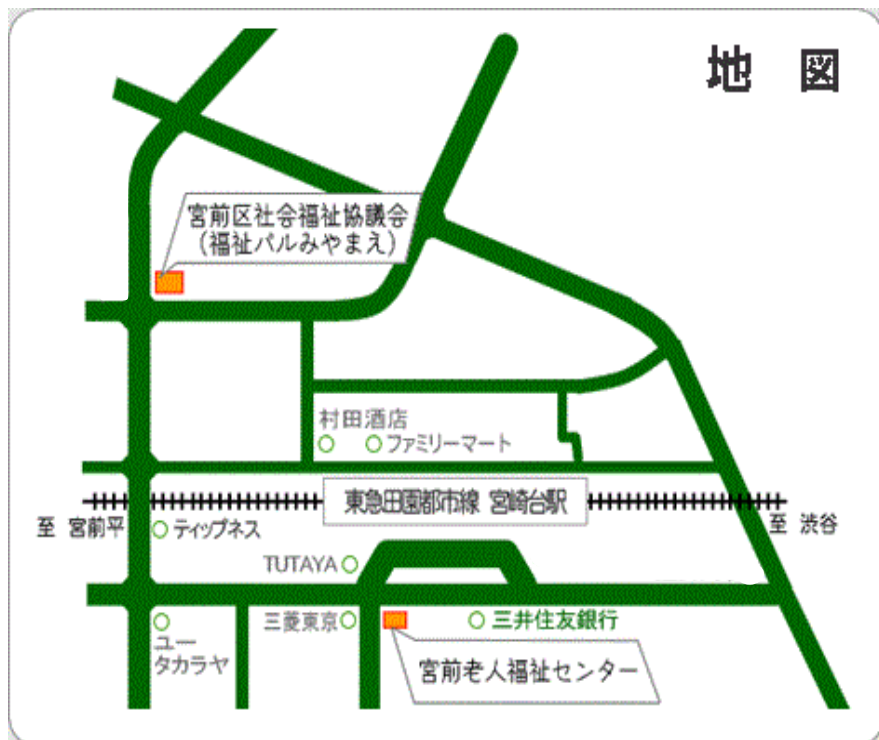 地 図
宮前区社会福祉協議会
(福祉パルみやまえ)
村田酒店
ファミリーマート
東急田園都市線 宮崎台駅
至 宮前平
ティップネス
至 渋谷
TUTAYA
三菱東京
三井住友銀行
ユー
タカラヤ
宮前老人福祉センター